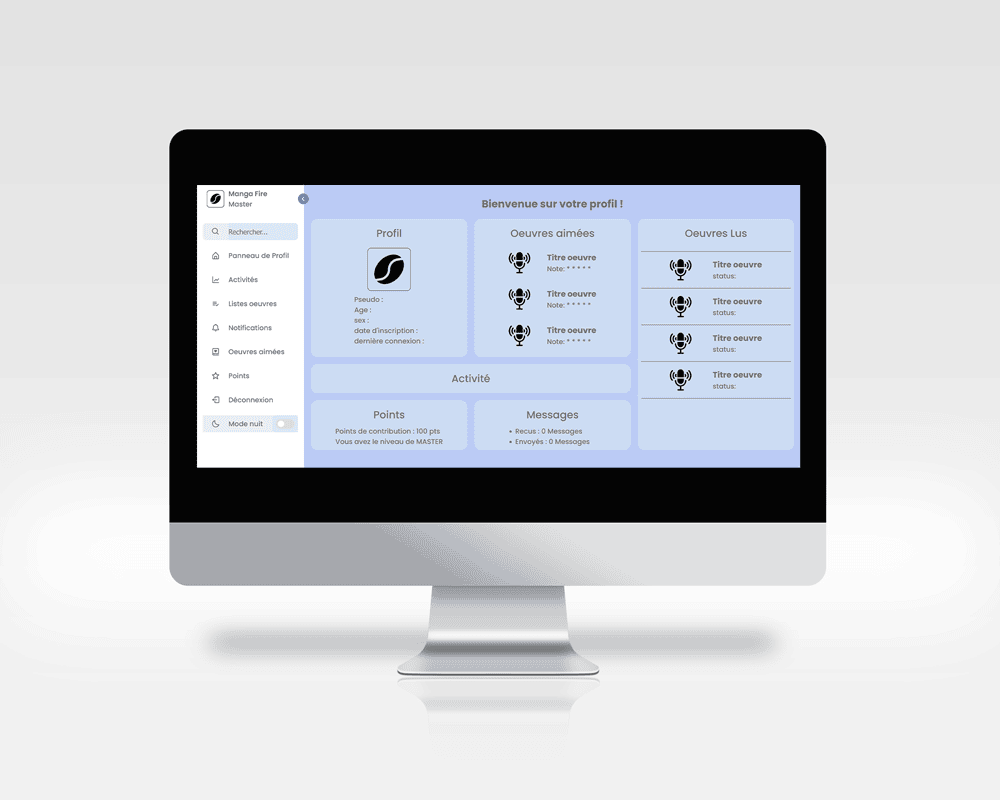 Manga Fire
Master
Rechercher...
Panneau de Profil
Activités
Listes oeuvres
Notifications
Oeuvres aimées
Points
Déconnexion
Mode nuit
Bienvenue sur votre profil !
Profil
Pseudo :
Age :
sex :
date d'inscription :
dernière connexion :
Oeuvres aimées
Titre oeuvre
Note: * * * * *
Titre oeuvre
Note: * * * * *
Titre oeuvre
Note: * * * * *
Oeuvres Lus
Titre oeuvre
status:
Titre oeuvre
status:
Titre oeuvre
status:
Titre oeuvre
status:
Activité
Points
Points de contribution : 100 pts
Vous avez le niveau de MASTER
Messages
• Recus : 0 Messages
• Envoyés : 0 Messages